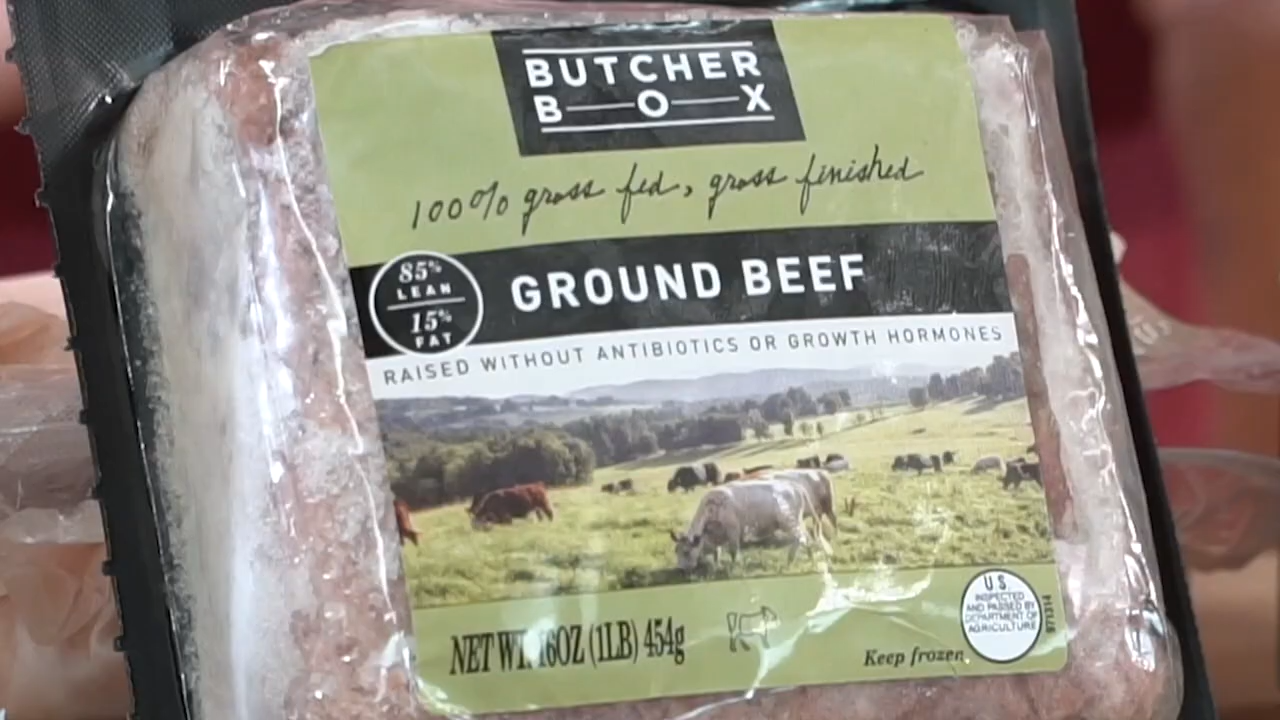 BUTCHER
BOX
100% grass fed, grass finished
85%
LEAN
15%
FAT
GROUND BEEF
RAISED WITHOUT ANTIBIOTICS OR GROWTH HORMONES
NET WT. 16OZ (1LB) 454g
Keep frozen
U.S.
INSPECTED
AND PASSED BY
DEPARTMENT OF
AGRICULTURE